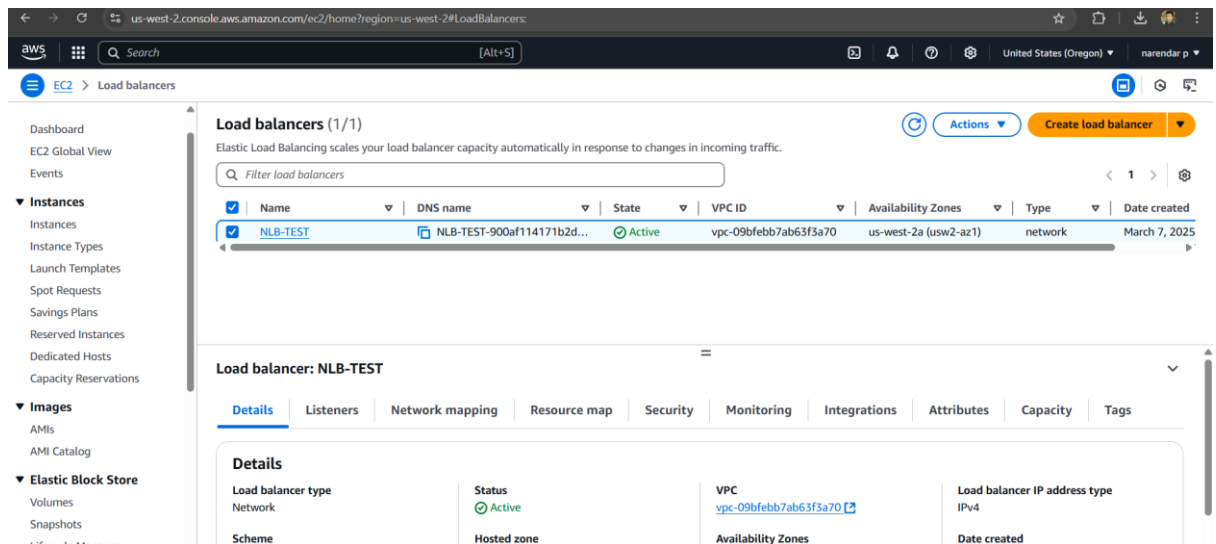 us-west-2.console.aws.amazon.com/ec2/home?region=us-west-2#LoadBalancers:
aws Search [Alt+S] United States (Oregon) narendar p
EC2 > Load balancers
Dashboard
EC2 Global View
Events
Instances
Instances
Instance Types
Launch Templates
Spot Requests
Savings Plans
Reserved Instances
Dedicated Hosts
Capacity Reservations
Images
AMIs
AMI Catalog
Elastic Block Store
Volumes
Snapshots
Load balancers (1/1)
Actions Create load balancer
Elastic Load Balancing scales your load balancer capacity automatically in response to changes in incoming traffic.
Filter load balancers
1
Name DNS name State VPC ID Availability Zones Type Date created
NLB-TEST NLB-TEST-900af114171b2d... Active vpc-09bfebb7ab63f3a70 us-west-2a (usw2-az1) network March 7, 2025
Load balancer: NLB-TEST
Details Listeners Network mapping Resource map Security Monitoring Integrations Attributes Capacity Tags
Details
Load balancer type Status VPC Load balancer IP address type
Network Active vpc-09bfebb7ab63f3a70 IPv4
Scheme Hosted zone Availability Zones Date created